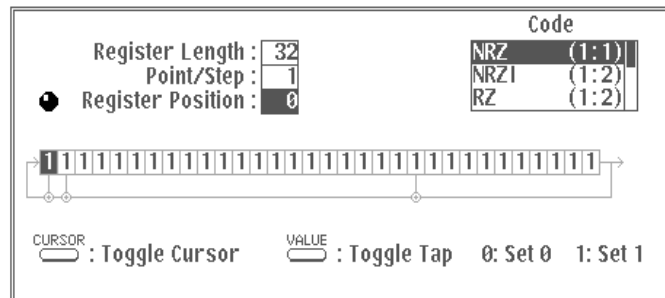 Code
Register Length : 32
Point/Step : 1
Register Position : 0
NRZ (1:1)
NRZI (1:2)
RZ (1:2)
1 1 1 1 1 1 1 1 1 1 1 1 1 1 1 1 1 1 1 1 1 1 1 1 1 1 1 1 1 1 1 1
CURSOR : Toggle Cursor VALUE : Toggle Tap 0: Set 0 1: Set 1